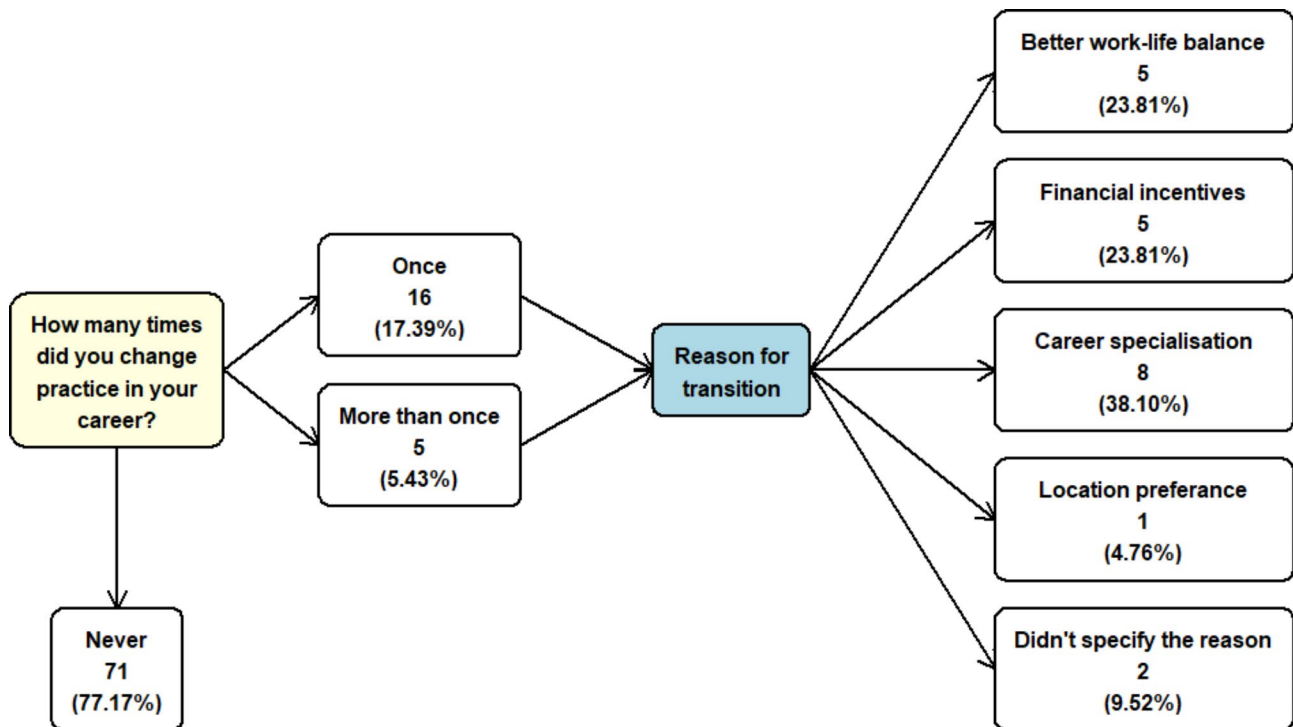 How many times
did you change
practice in your
career?
Never
71
(77.17%)
Once
16
(17.39%)
More than once
5
(5.43%)
Reason for
transition
Better work-life balance
5
(23.81%)
Financial incentives
5
(23.81%)
Career specialisation
8
(38.10%)
Location preferance
1
(4.76%)
Didn't specify the reason
2
(9.52%)